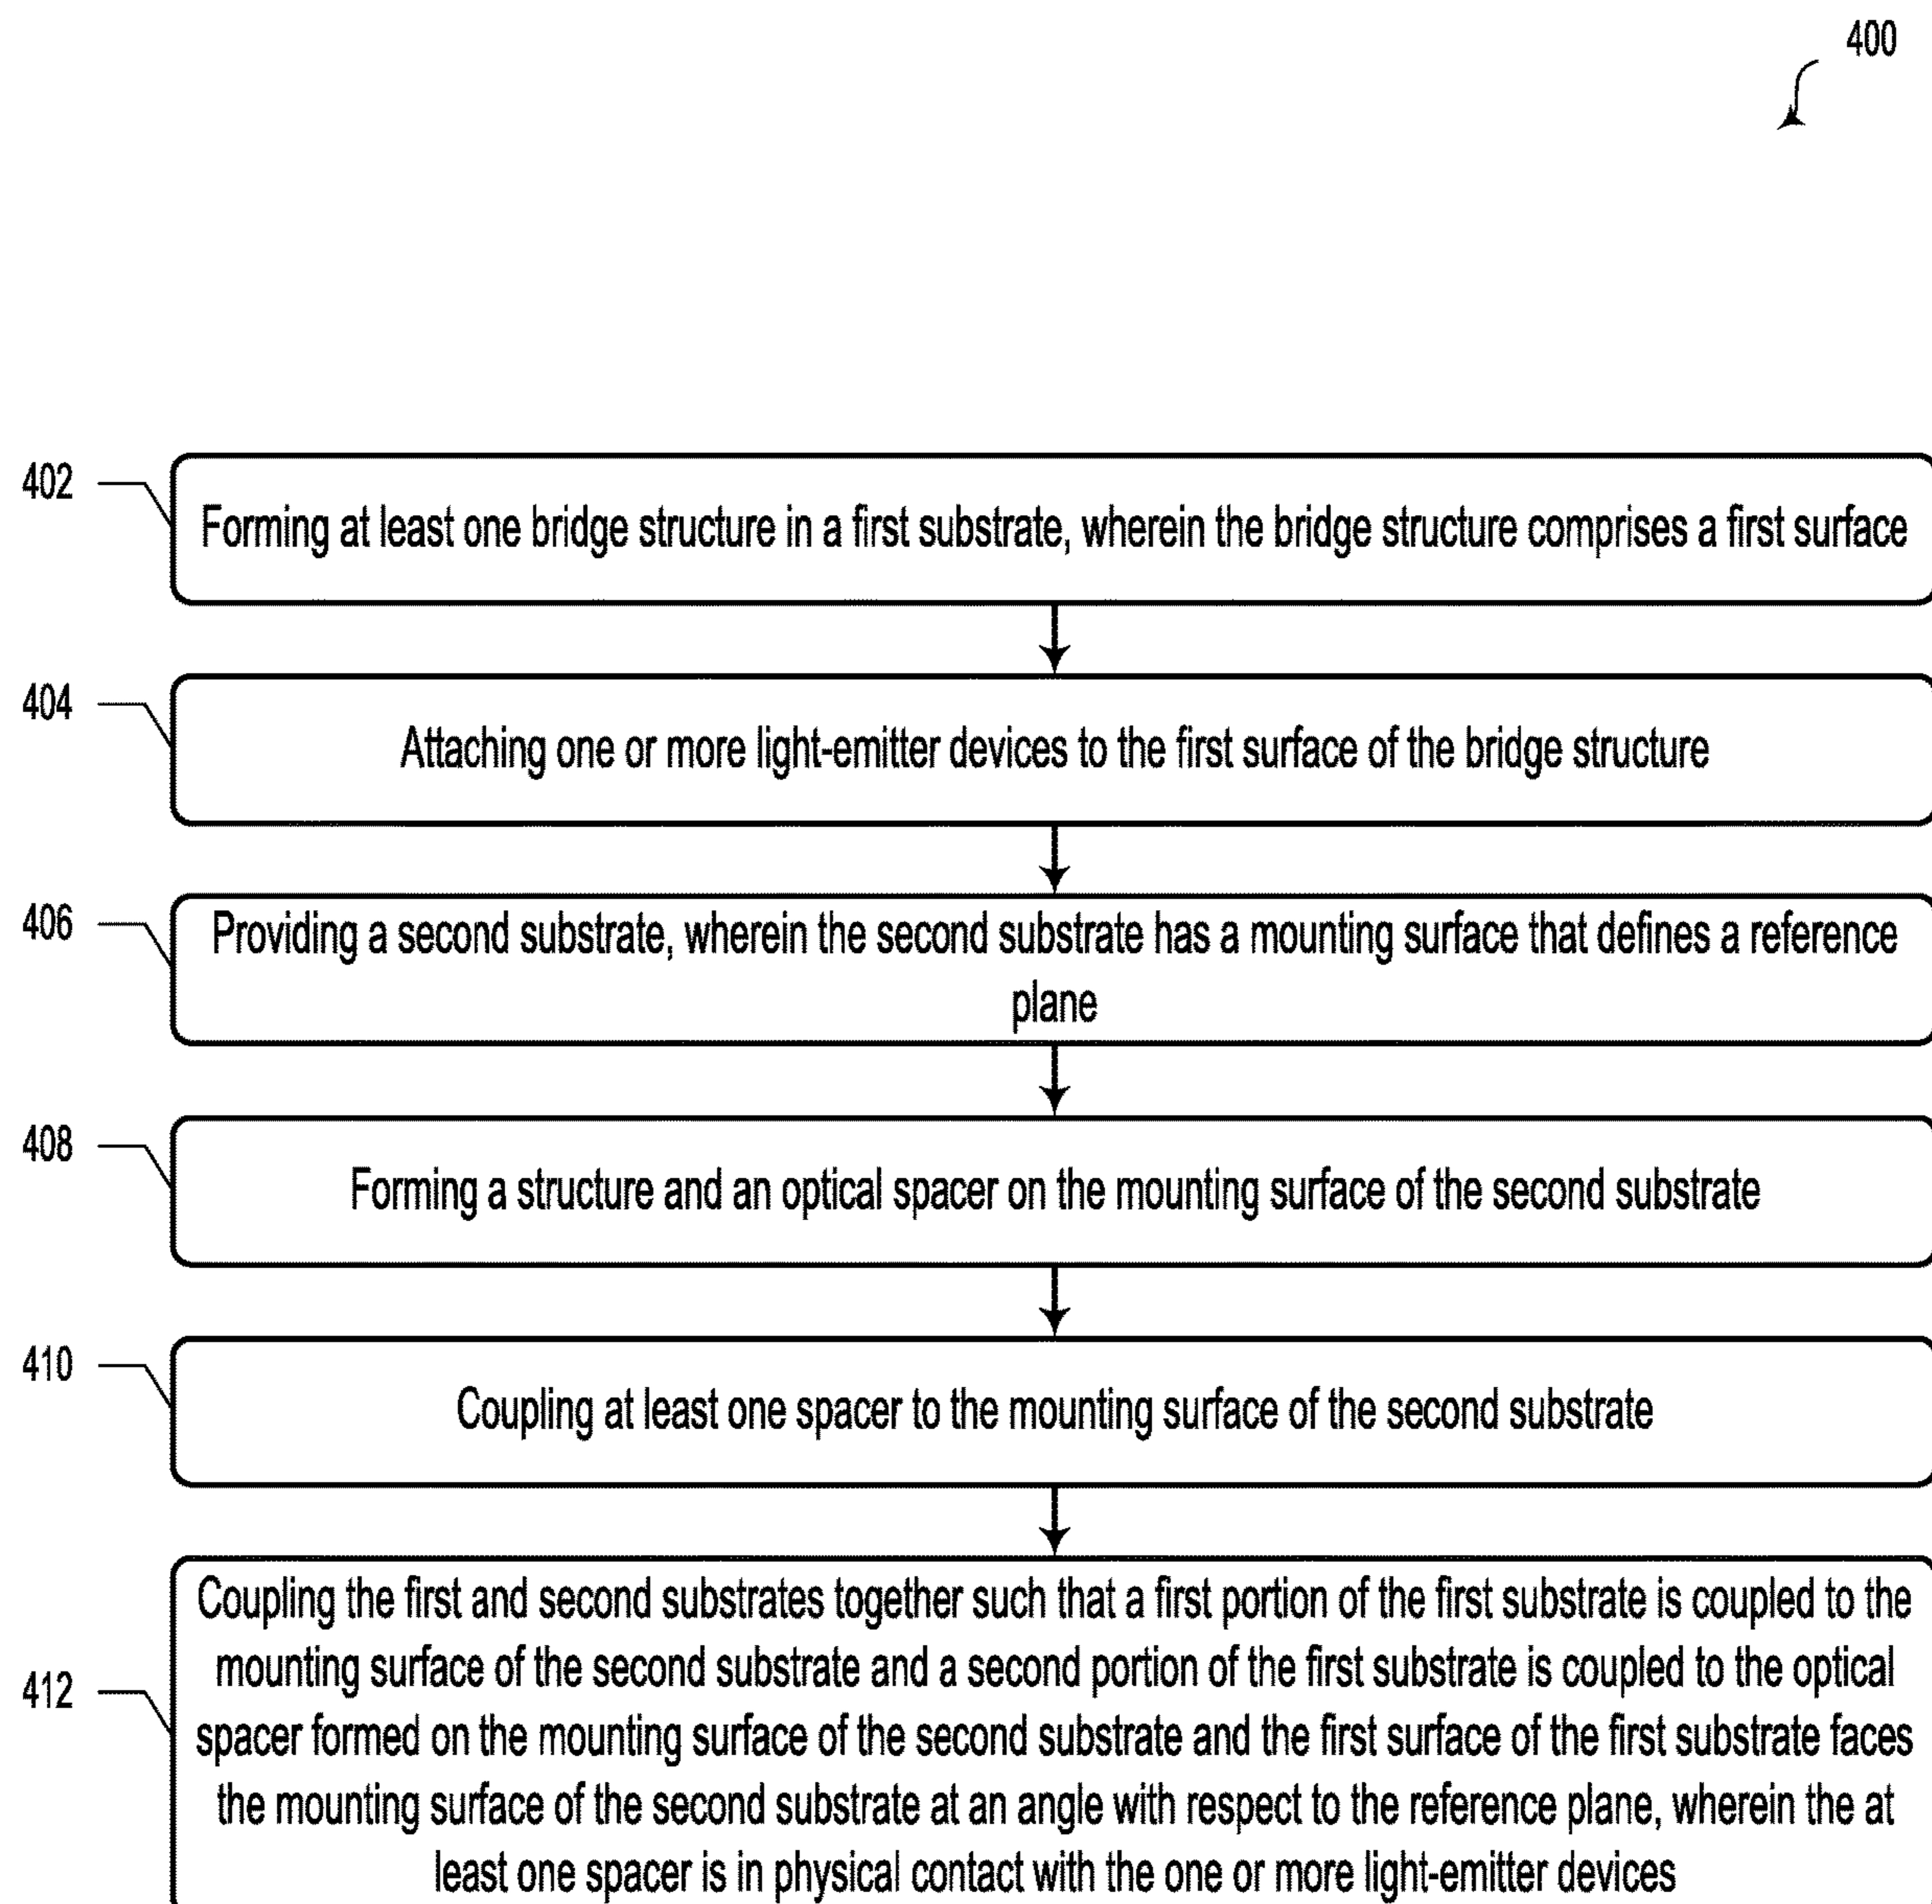 400
402
Forming at least one bridge structure in a first substrate, wherein the bridge structure comprises a first surface
404
Attaching one or more light-emitter devices to the first surface of the bridge structure
406
Providing a second substrate, wherein the second substrate has a mounting surface that defines a reference
plane
408
Forming a structure and an optical spacer on the mounting surface of the second substrate
410
Coupling at least one spacer to the mounting surface of the second substrate
412
Coupling the first and second substrates together such that a first portion of the first substrate is coupled to the
mounting surface of the second substrate and a second portion of the first substrate is coupled to the optical
spacer formed on the mounting surface of the second substrate and the first surface of the first substrate faces
the mounting surface of the second substrate at an angle with respect to the reference plane, wherein the at
least one spacer is in physical contact with the one or more light-emitter devices